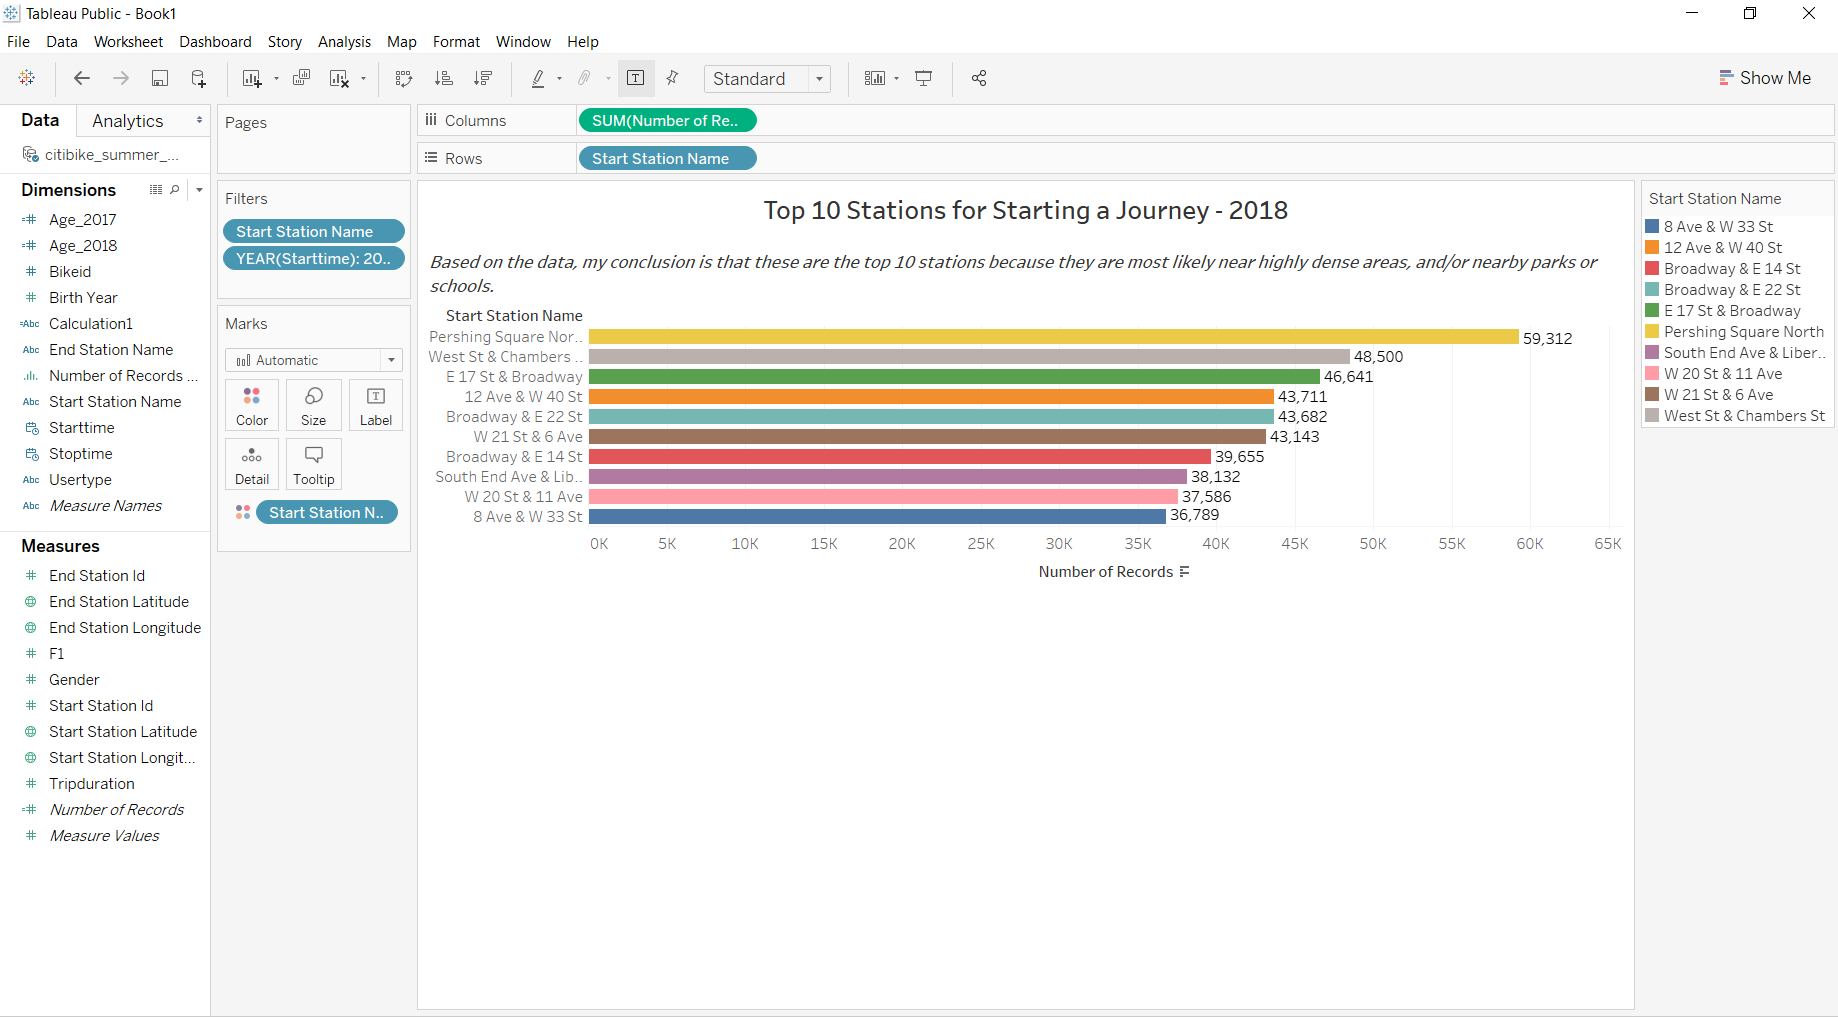 Tableau Public - Book1
File Data Worksheet Dashboard Story Analysis Map Format Window Help
Standard
Show Me
Data Analytics
citibike_summer_...
Dimensions
Age_2017
Age_2018
Bikeid
Birth Year
=Abc Calculation1
Abc End Station Name
Number of Records ...
Abc Start Station Name
Starttime
Stoptime
Abc Usertype
Abc Measure Names
Measures
End Station Id
End Station Latitude
End Station Longitude
F1
Gender
Start Station Id
Start Station Latitude
Start Station Longit...
Tripduration
Number of Records
Measure Values
Pages
Filters
Start Station Name
YEAR(Starttime): 20..
Marks
Automatic
Color Size Label
Detail Tooltip
Start Station N..
Columns SUM(Number of Re..
Rows Start Station Name
Top 10 Stations for Starting a Journey - 2018
Based on the data, my conclusion is that these are the top 10 stations because they are most likely near highly dense areas, and/or nearby parks or
schools.
Start Station Name
Pershing Square Nor.. 59,312
West St & Chambers .. 48,500
E 17 St & Broadway 46,641
12 Ave & W 40 St 43,711
Broadway & E 22 St 43,682
W 21 St & 6 Ave 43,143
Broadway & E 14 St 39,655
South End Ave & Lib.. 38,132
W 20 St & 11 Ave 37,586
8 Ave & W 33 St 36,789
0K 5K 10K 15K 20K 25K 30K 35K 40K 45K 50K 55K 60K 65K
Number of Records
Start Station Name
8 Ave & W 33 St
12 Ave & W 40 St
Broadway & E 14 St
Broadway & E 22 St
E 17 St & Broadway
Pershing Square North
South End Ave & Liber..
W 20 St & 11 Ave
W 21 St & 6 Ave
West St & Chambers St